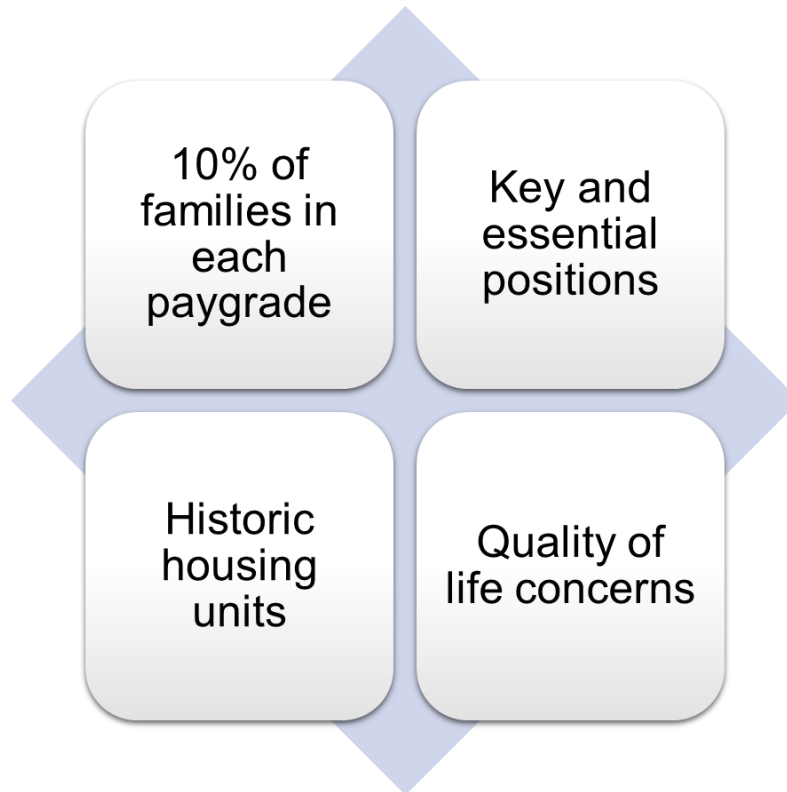 10% of
families in
each
paygrade
Key and
essential
positions
Historic
housing
units
Quality of
life concerns